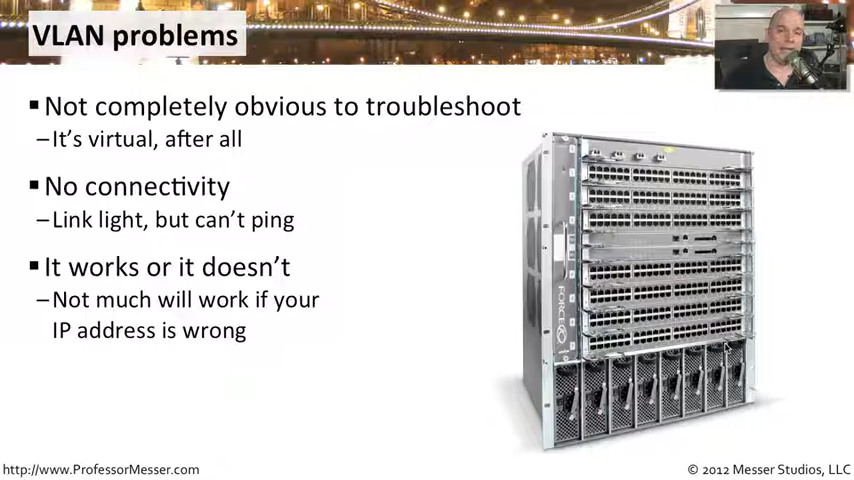 VLAN problems
▪ Not completely obvious to troubleshoot
–It's virtual, after all
▪ No connectivity
–Link light, but can't ping
▪ It works or it doesn't
–Not much will work if your
IP address is wrong
FORCE10
http://www.ProfessorMesser.com
© 2012 Messer Studios, LLC